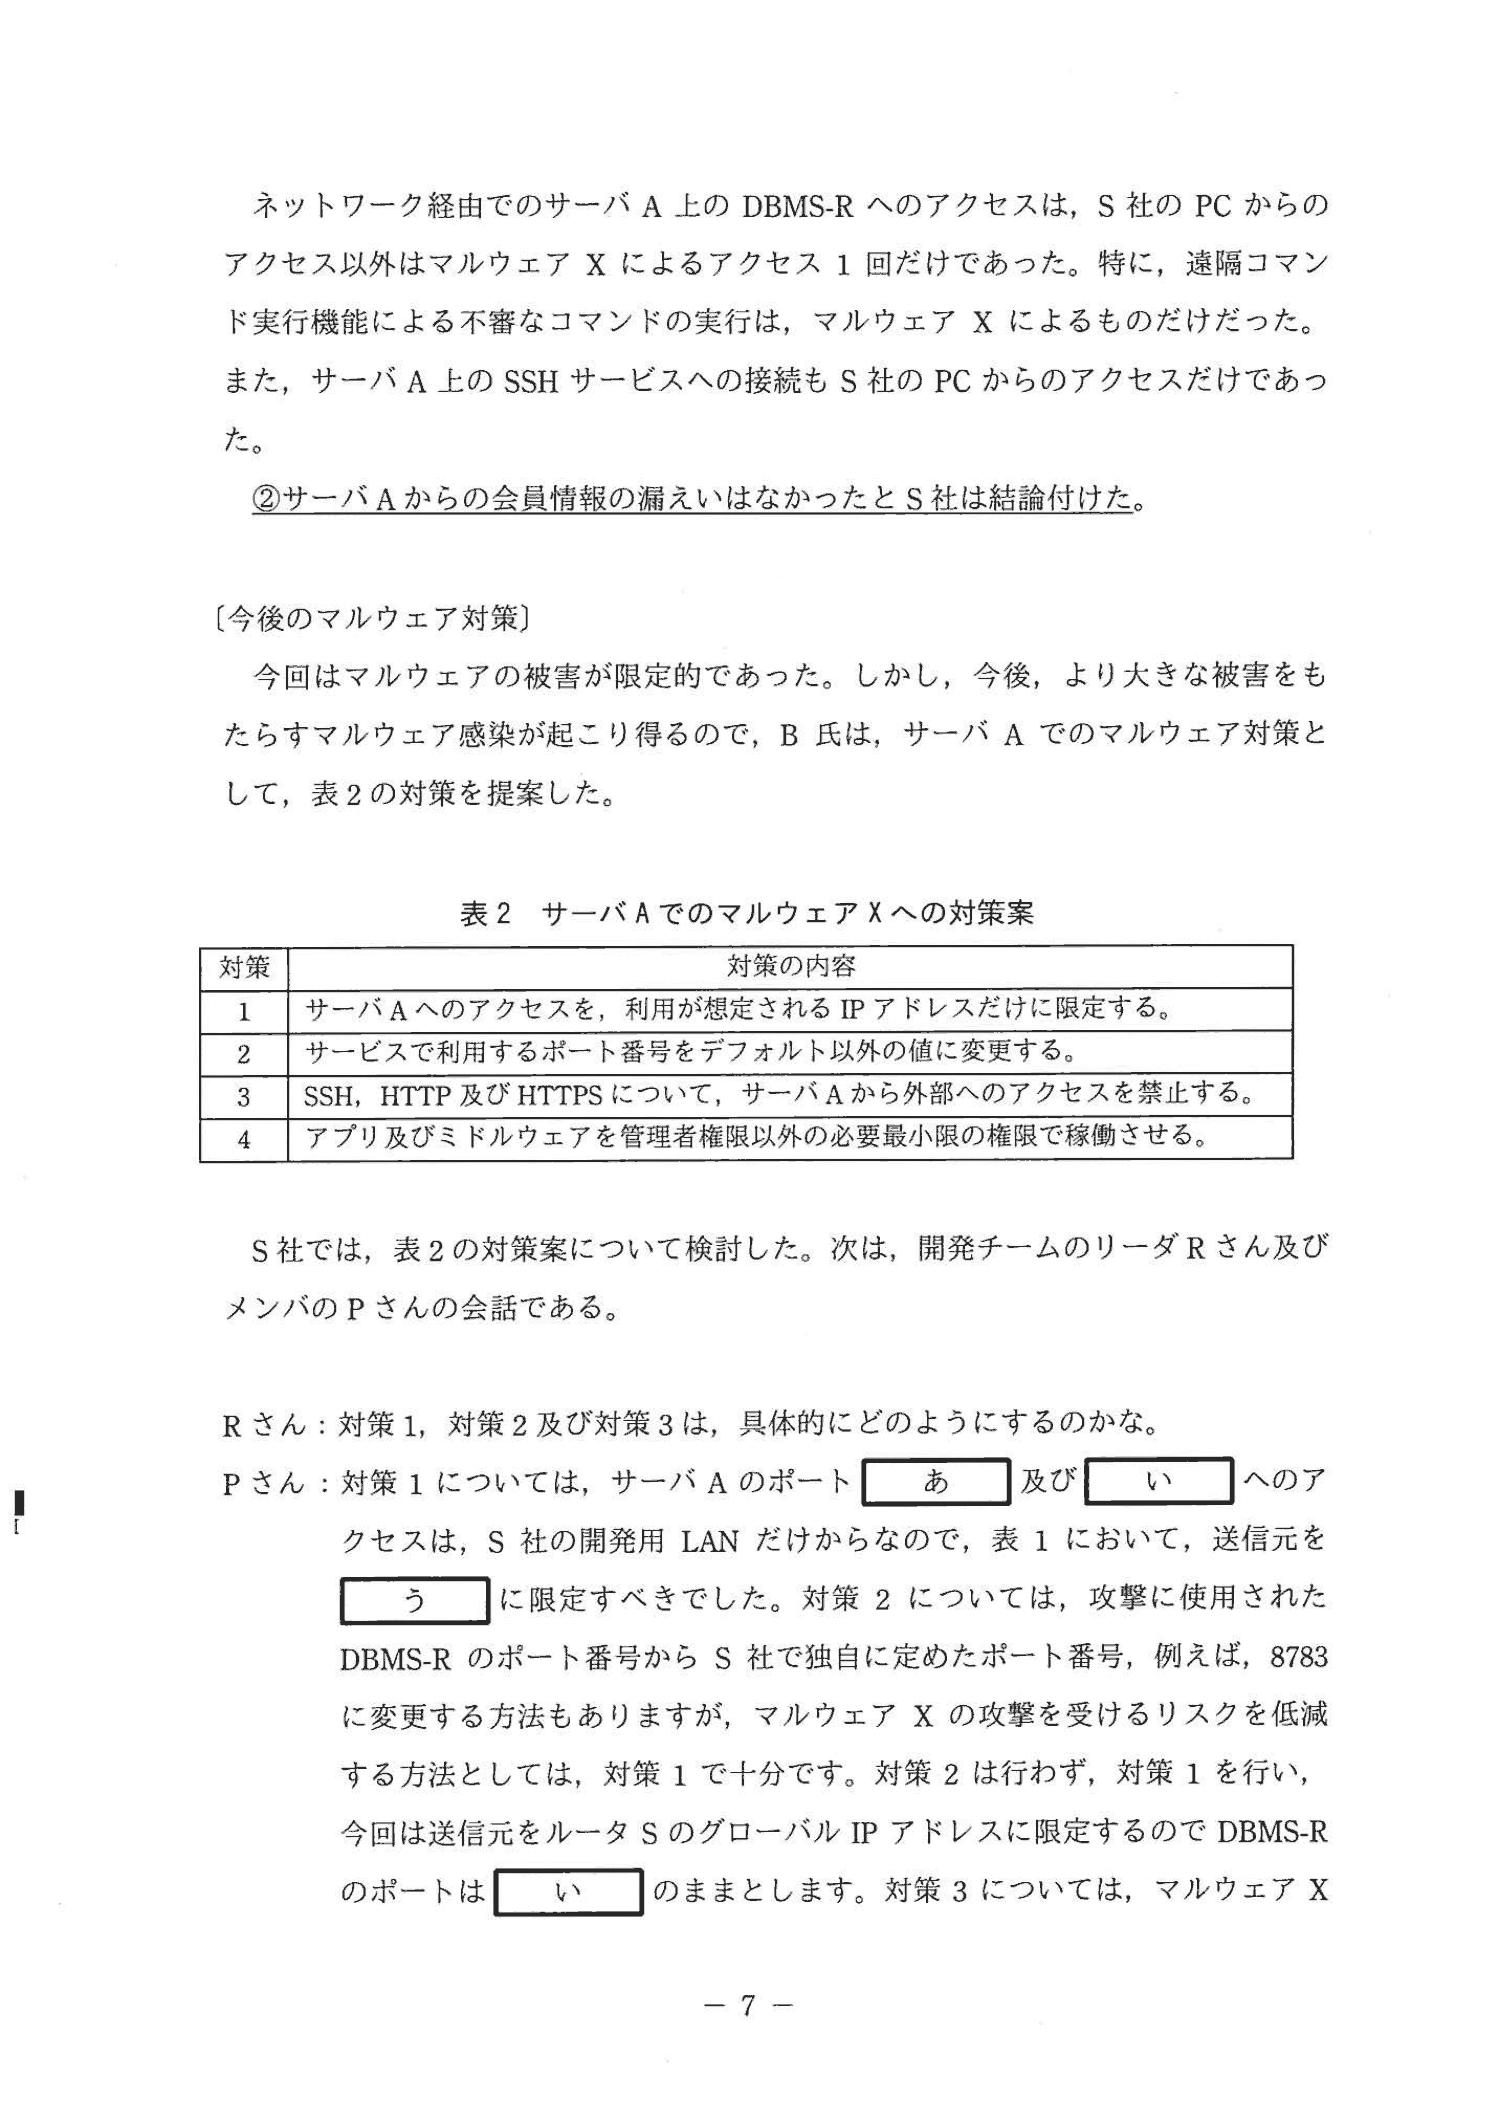 ネットワーク経由でのサーバ A 上の DBMS-R へのアクセスは，S 社の PC からの
アクセス以外はマルウェア X によるアクセス 1 回だけであった。特に，遠隔コマン
ド実行機能による不審なコマンドの実行は，マルウェア X によるものだけだった。
また，サーバ A 上の SSH サービスへの接続も S 社の PC からのアクセスだけであっ
た。
②サーバ A からの会員情報の漏えいはなかったと S 社は結論付けた。
〔今後のマルウェア対策〕
今回はマルウェアの被害が限定的であった。しかし，今後，より大きな被害をも
たらすマルウェア感染が起こり得るので，B 氏は，サーバ A でのマルウェア対策と
して，表 2 の対策を提案した。
表 2　サーバ A でのマルウェア X への対策案
対策 対策の内容
1 サーバ A へのアクセスを，利用が想定される IP アドレスだけに限定する。
2 サービスで利用するポート番号をデフォルト以外の値に変更する。
3 SSH，HTTP 及び HTTPS について，サーバ A から外部へのアクセスを禁止する。
4 アプリ及びミドルウェアを管理者権限以外の必要最小限の権限で稼働させる。
S 社では，表 2 の対策案について検討した。次は，開発チームのリーダ R さん及び
メンバの P さんの会話である。
R さん：対策 1，対策 2 及び対策 3 は，具体的にどのようにするのかな。
P さん：対策 1 については，サーバ A のポート あ 及び い へのア
クセスは，S 社の開発用 LAN だけからなので，表 1 において，送信元を
う に限定すべきでした。対策 2 については，攻撃に使用された
DBMS-R のポート番号から S 社で独自に定めたポート番号，例えば，8783
に変更する方法もありますが，マルウェア X の攻撃を受けるリスクを低減
する方法としては，対策 1 で十分です。対策 2 は行わず，対策 1 を行い，
今回は送信元をルータ S のグローバル IP アドレスに限定するので DBMS-R
のポートは い のままとします。対策 3 については，マルウェア X
－ 7 －